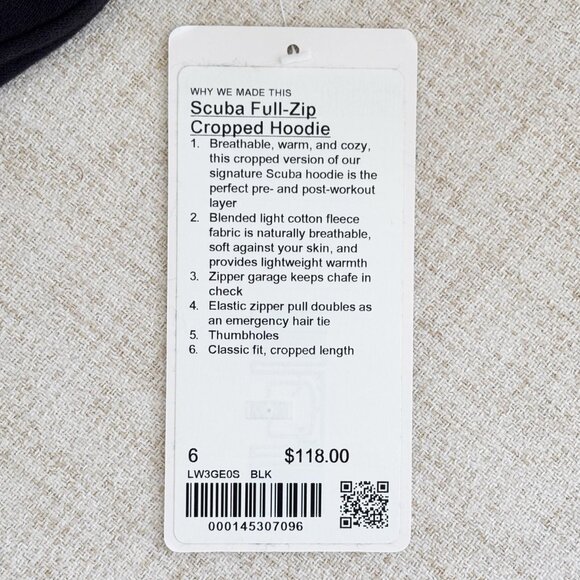 WHY WE MADE THIS
Scuba Full-Zip
Cropped Hoodie
1. Breathable, warm, and cozy,
this cropped version of our
signature Scuba hoodie is the
perfect pre- and post-workout
layer
2. Blended light cotton fleece
fabric is naturally breathable,
soft against your skin, and
provides lightweight warmth
3. Zipper garage keeps chafe in
check
4. Elastic zipper pull doubles as
an emergency hair tie
5. Thumbholes
6. Classic fit, cropped length
6 $118.00
LW3GE0S BLK
000145307096